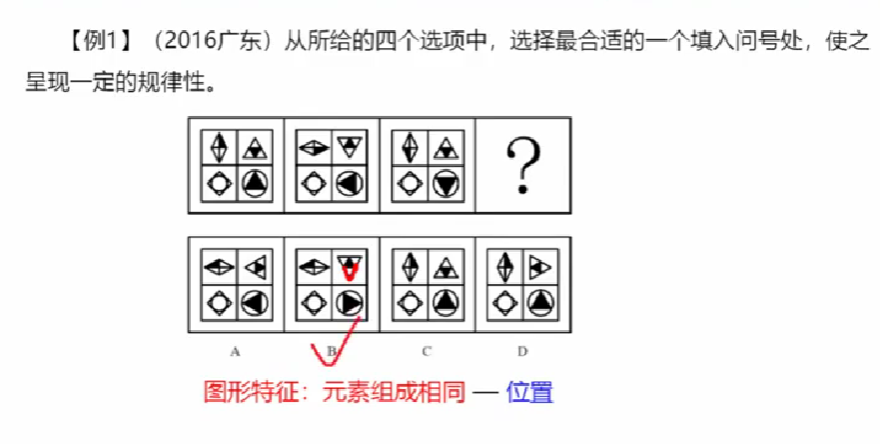 【例1】（2016广东）从所给的四个选项中，选择最合适的一个填入问号处，使之
呈现一定的规律性。
?
A B C D
图形特征：元素组成相同 — 位置